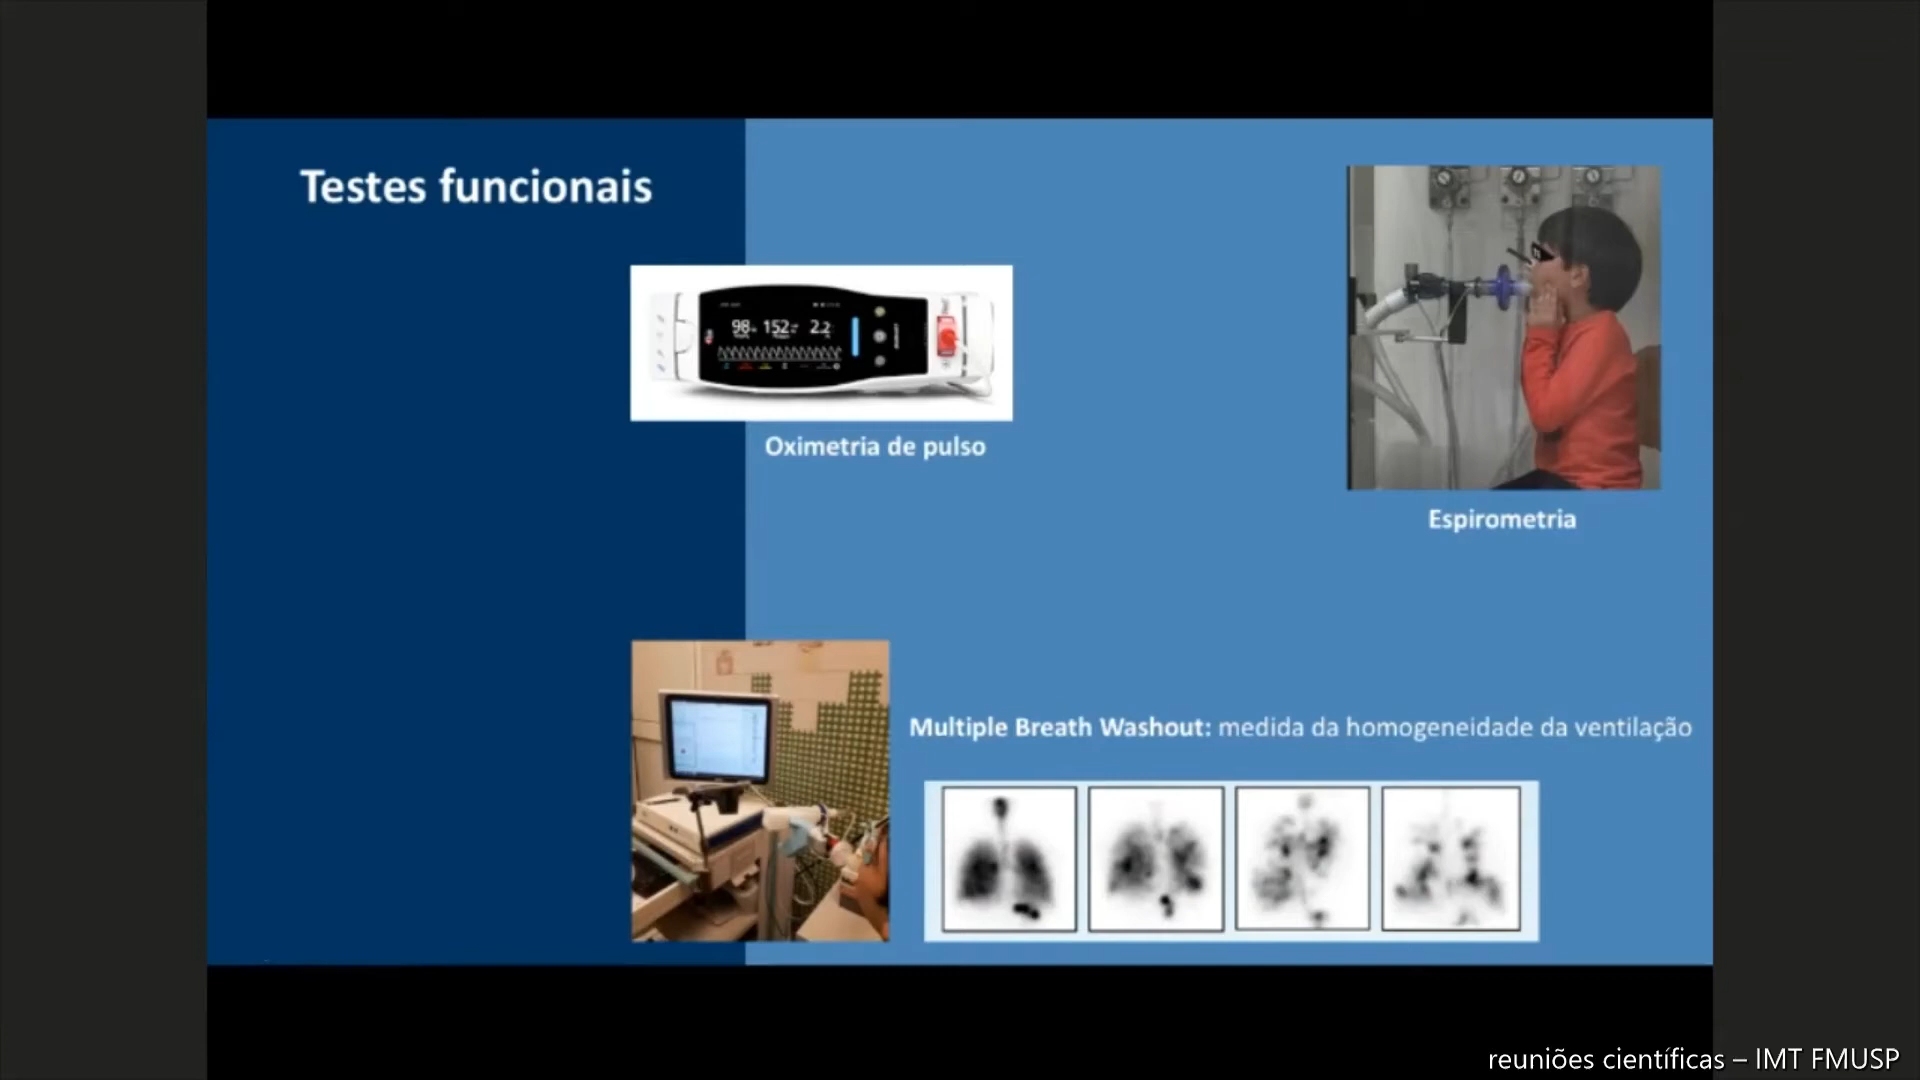 Testes funcionais
98 152 2.2
Oximetria de pulso
Espirometria
Multiple Breath Washout: medida da homogeneidade da ventilação
reuniões científicas – IMT FMUSP